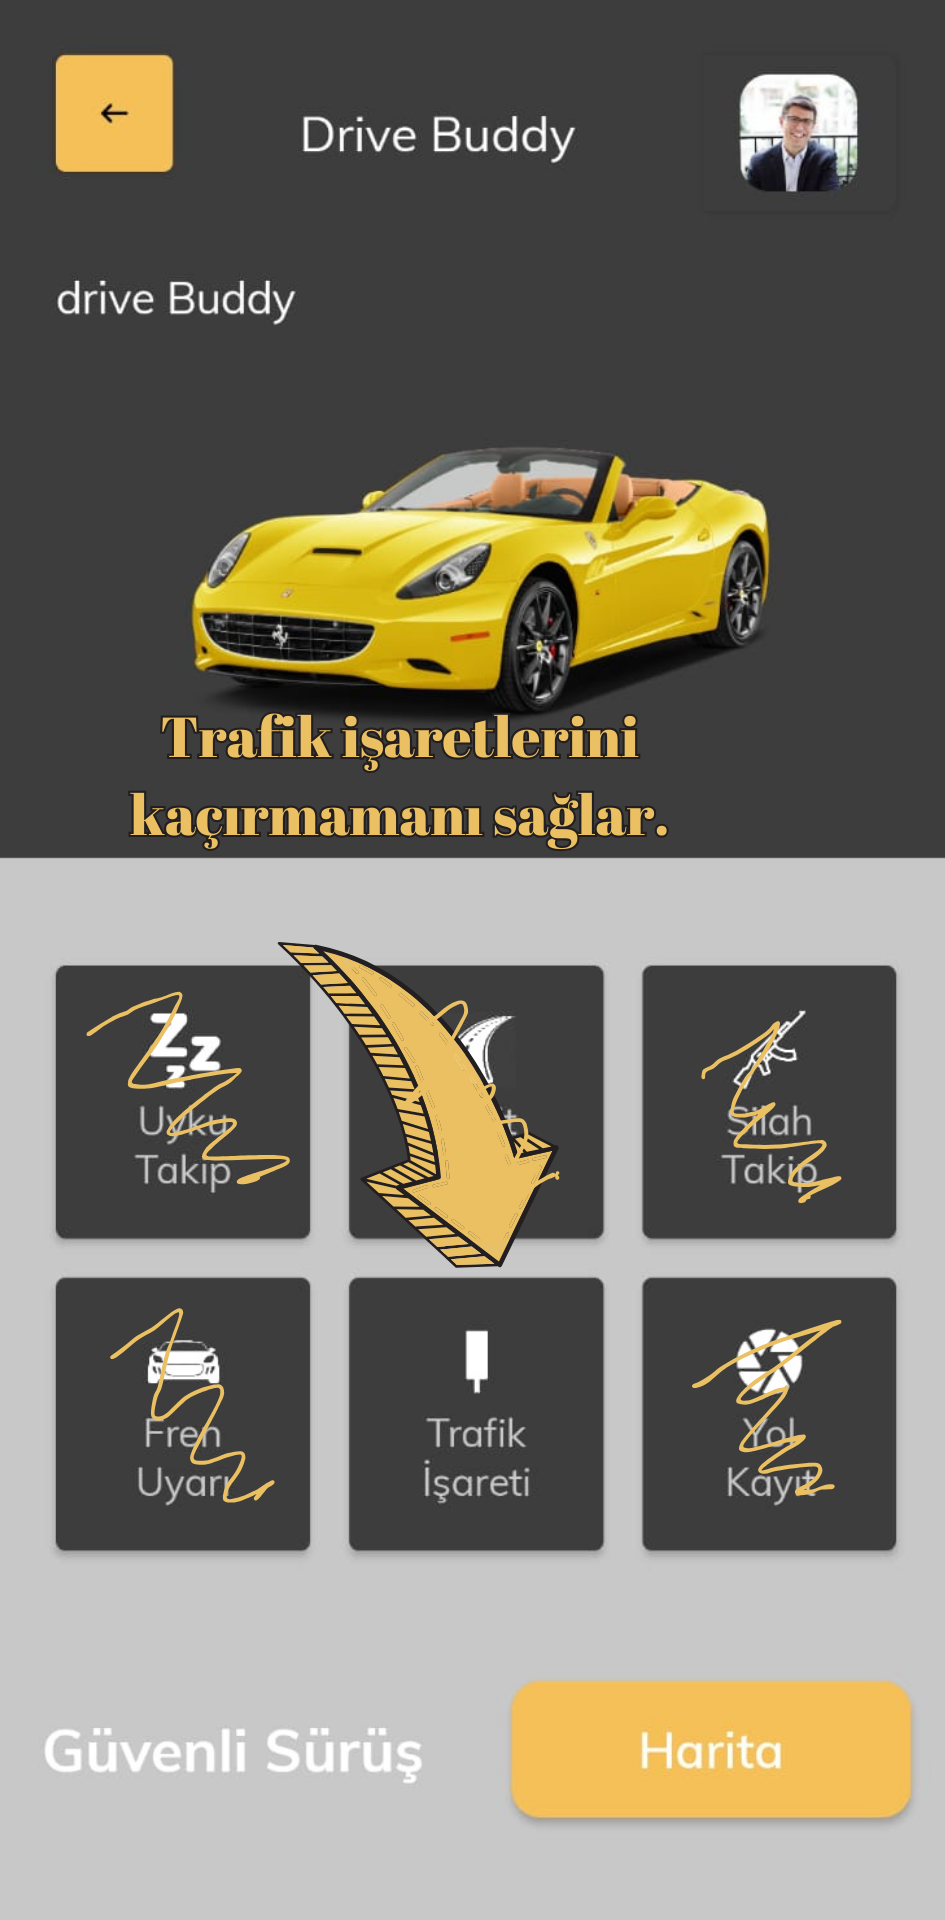 Drive Buddy
drive Buddy
Trafik işaretlerini
kaçırmamanı sağlar.
Uyku
Takip
Silah
Takip
Fren
Uyarı
Trafik
İşareti
Yol
Kayıt
Güvenli Sürüş
Harita